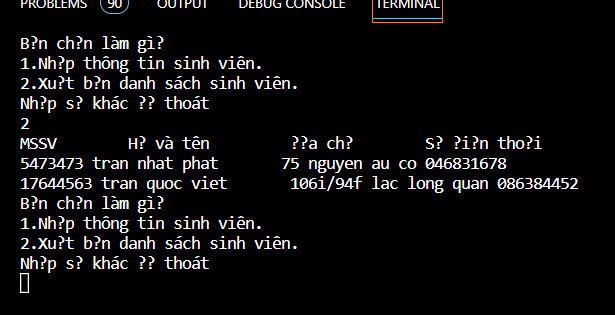 PROBLEMS 90 OUTPUT DEBUG CONSOLE TERMINAL
B?n ch?n làm gì?
1.Nh?p thông tin sinh viên.
2.Xu?t b?n danh sách sinh viên.
Nh?p s? khác ?? thoát
2
MSSV H? và tên ??a ch? S? ?i?n tho?i
5473473 tran nhat phat 75 nguyen au co 046831678
17644563 tran quoc viet 106i/94f lac long quan 086384452
B?n ch?n làm gì?
1.Nh?p thông tin sinh viên.
2.Xu?t b?n danh sách sinh viên.
Nh?p s? khác ?? thoát